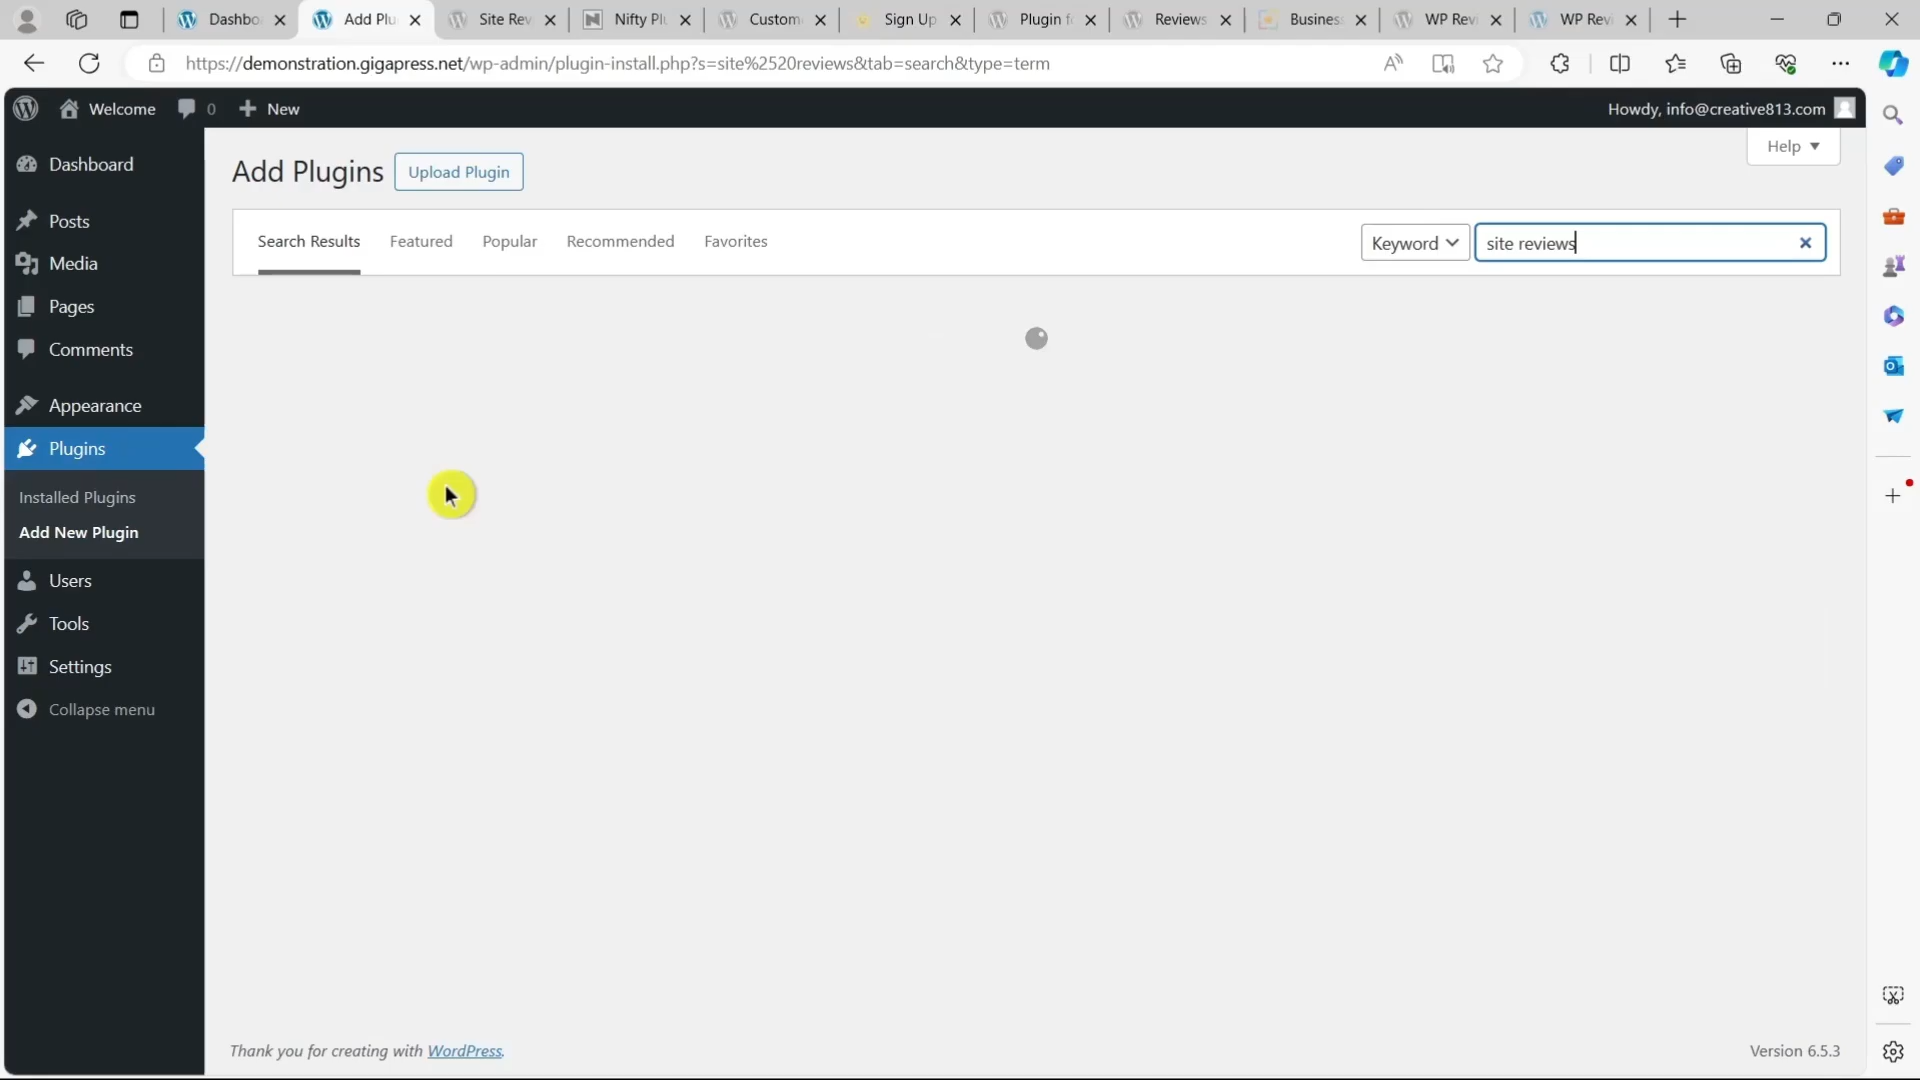 Dashbo
Add Plu
Site Rev
Nifty Pl
Custom
Sign Up
Plugin f
Reviews
Business
WP Rev
WP Revi
https://demonstration.gigapress.net/wp-admin/plugin-install.php?s=site%2520reviews&tab=search&type=term
Welcome
0
New
Howdy, info@creative813.com
Dashboard
Posts
Media
Pages
Comments
Appearance
Plugins
Installed Plugins
Add New Plugin
Users
Tools
Settings
Collapse menu
Add Plugins
Upload Plugin
Help
Search Results
Featured
Popular
Recommended
Favorites
Keyword
site reviews
Thank you for creating with WordPress.
Version 6.5.3